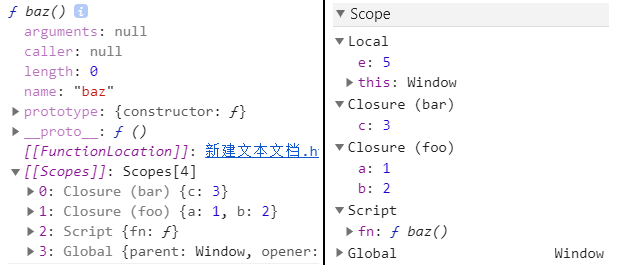 ƒ baz() i
arguments: null
caller: null
length: 0
name: "baz"
prototype: {constructor: ƒ}
__proto__: ƒ ()
[[FunctionLocation]]: 新建文本文档.h
[[Scopes]]: Scopes[4]
0: Closure (bar) {c: 3}
1: Closure (foo) {a: 1, b: 2}
2: Script {fn: ƒ}
3: Global {parent: Window, opener:
Scope
Local
e: 5
this: Window
Closure (bar)
c: 3
Closure (foo)
a: 1
b: 2
Script
fn: ƒ baz()
Global Window